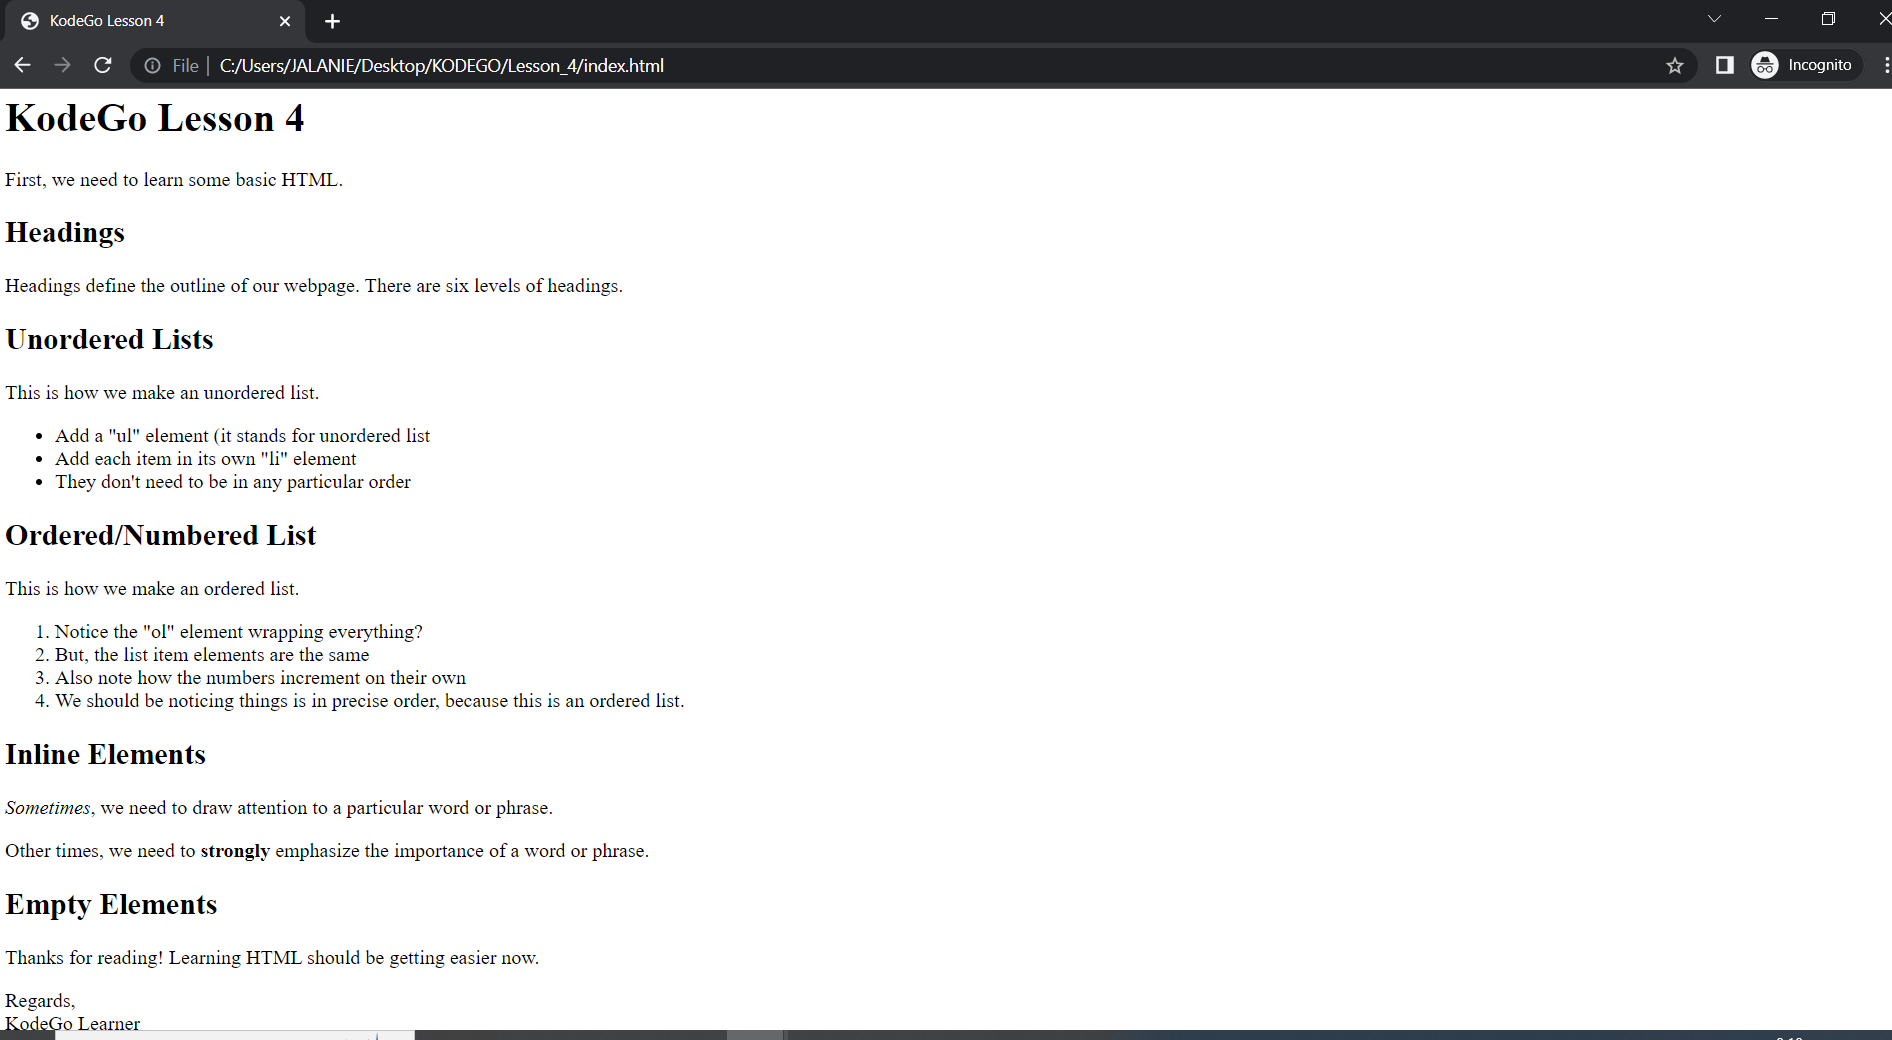 KodeGo Lesson 4
File | C:/Users/JALANIE/Desktop/KODEGO/Lesson_4/index.html
Incognito
KodeGo Lesson 4
First, we need to learn some basic HTML.
Headings
Headings define the outline of our webpage. There are six levels of headings.
Unordered Lists
This is how we make an unordered list.
• Add a "ul" element (it stands for unordered list
• Add each item in its own "li" element
• They don't need to be in any particular order
Ordered/Numbered List
This is how we make an ordered list.
1. Notice the "ol" element wrapping everything?
2. But, the list item elements are the same
3. Also note how the numbers increment on their own
4. We should be noticing things is in precise order, because this is an ordered list.
Inline Elements
Sometimes, we need to draw attention to a particular word or phrase.
Other times, we need to strongly emphasize the importance of a word or phrase.
Empty Elements
Thanks for reading! Learning HTML should be getting easier now.
Regards,
KodeGo Learner